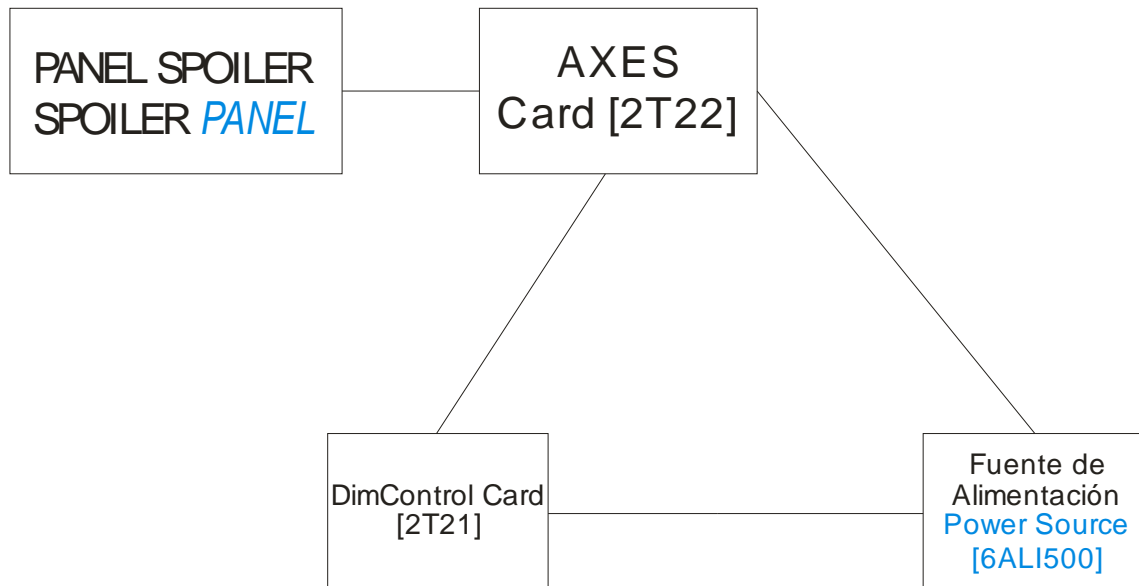 PANEL SPOILER
SPOILER PANEL
AXES
Card [2T22]
DimControl Card
[2T21]
Fuente de
Alimentación
Power Source
[6ALI500]